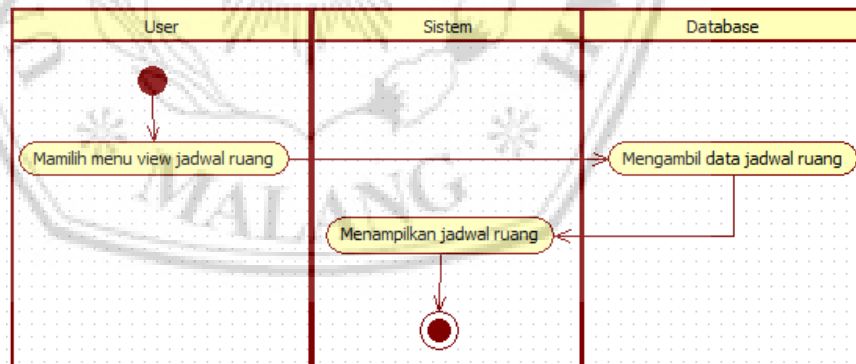 User
Sistem
Database
Mamilih menu view jadwal ruang
Mengambil data jadwal ruang
Menampilkan jadwal ruang
MALANG